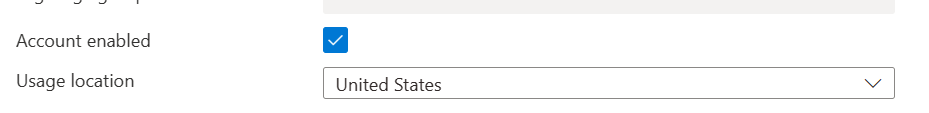 Account enabled
Usage location
United States